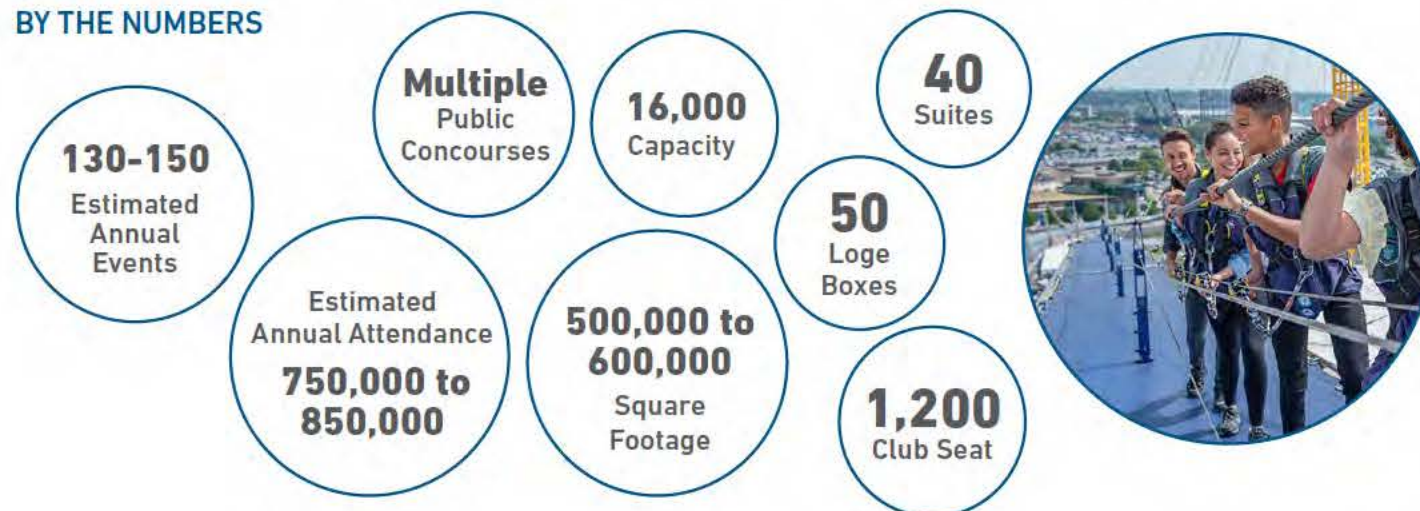 BY THE NUMBERS
130-150
Estimated
Annual
Events
Multiple
Public
Concourses
16,000
Capacity
40
Suites
Estimated
Annual Attendance
750,000 to
850,000
500,000 to
600,000
Square
Footage
50
Loge
Boxes
1,200
Club Seat